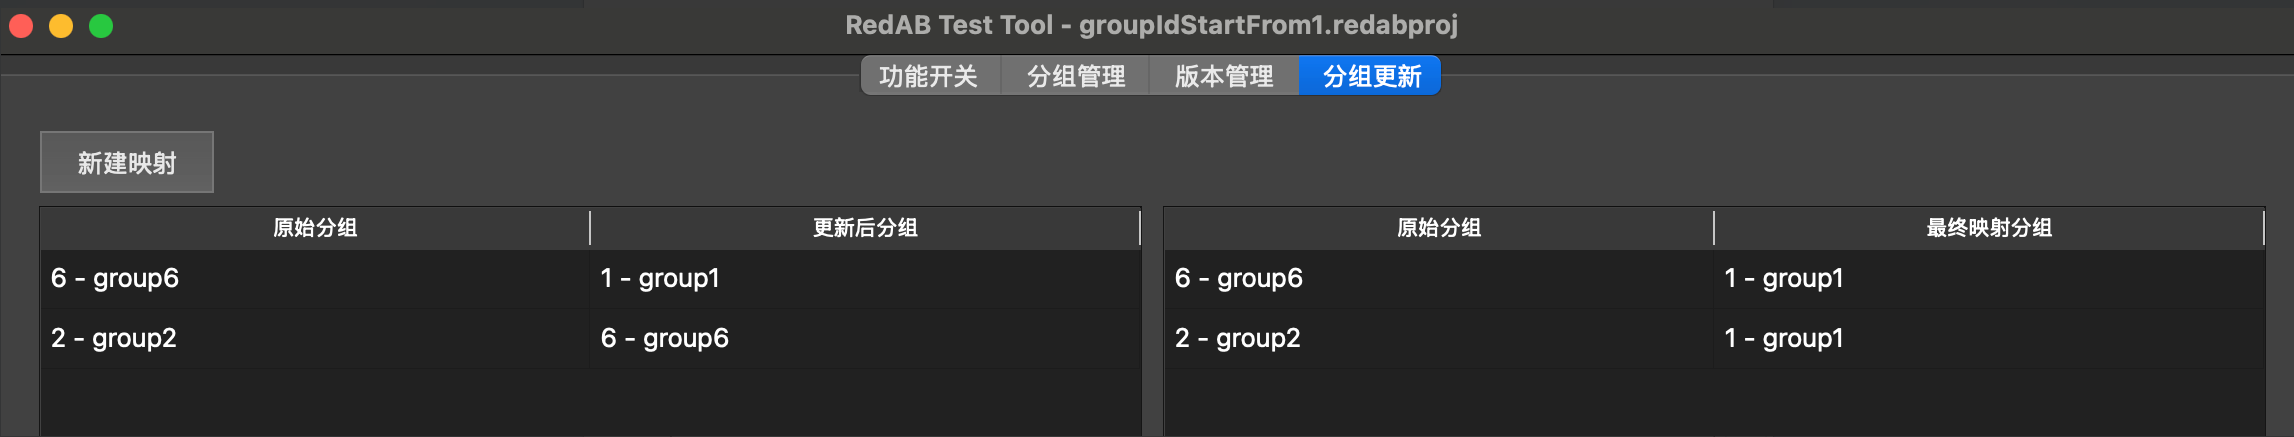 RedAB Test Tool - groupIdStartFrom1.redabproj
功能开关 分组管理 版本管理 分组更新
新建映射
原始分组 更新后分组 原始分组 最终映射分组
6 - group6 1 - group1 6 - group6 1 - group1
2 - group2 6 - group6 2 - group2 1 - group1